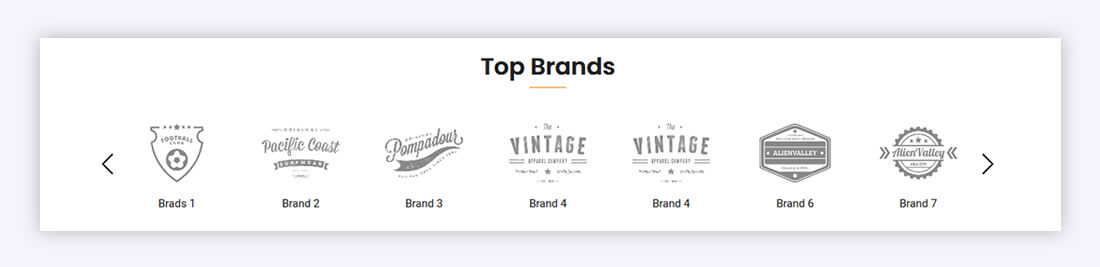 Top Brands
FOOTBALL
CLUB
ORIGINAL
Pacific Coast
SURFWEAR
ORIGINAL
Pompadour
The
VINTAGE
APPAREL COMPANY
The
VINTAGE
APPAREL COMPANY
ALIENVALLEY
AlienValley
Brads 1
Brand 2
Brand 3
Brand 4
Brand 4
Brand 6
Brand 7